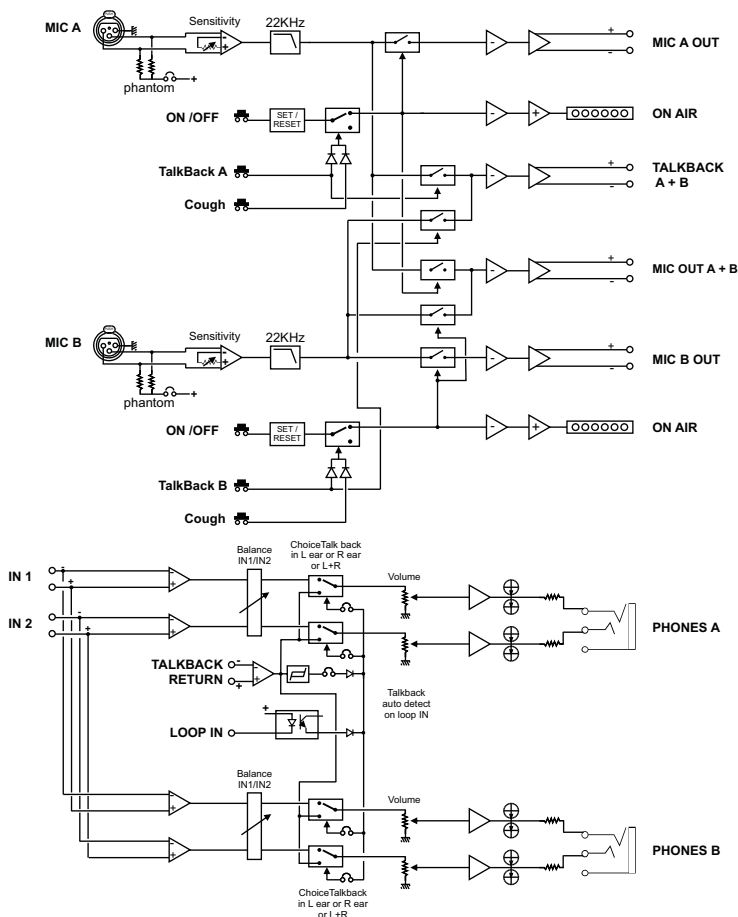 MIC A
Sensitivity
22KHz
+
-
MIC A OUT
phantom
+
ON /OFF
SET /
RESET
ON AIR
TalkBack A
TALKBACK
A + B
Cough
MIC OUT A + B
MIC B
Sensitivity
22KHz
MIC B OUT
phantom
+
ON /OFF
SET /
RESET
ON AIR
TalkBack B
Cough
IN 1
Balance
IN1/IN2
ChoiceTalk back
in L ear or R ear
or L+R
Volume
IN 2
PHONES A
TALKBACK
RETURN
Talkback
auto detect
on loop IN
LOOP IN
Balance
IN1/IN2
Volume
PHONES B
ChoiceTalkback
in L ear or R ear
or L+R